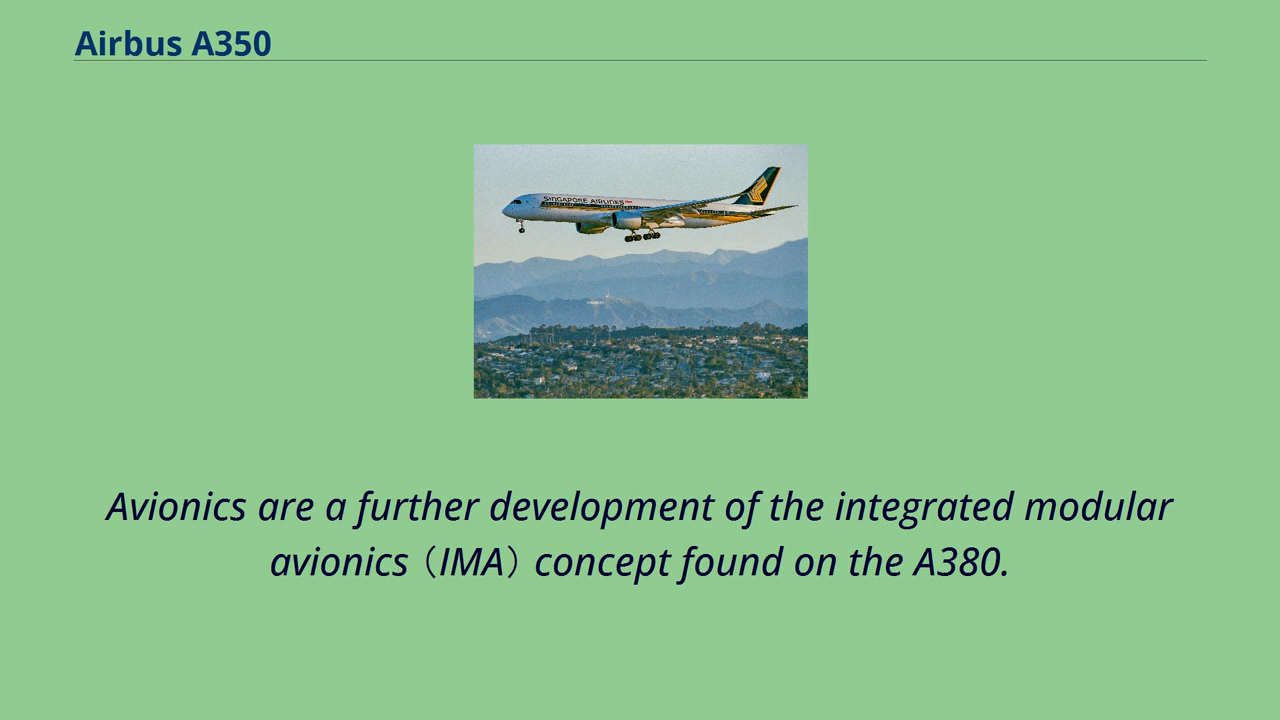 Airbus A350
SINGAPORE AIRLINES
Avionics are a further development of the integrated modular
avionics（IMA）concept found on the A380.